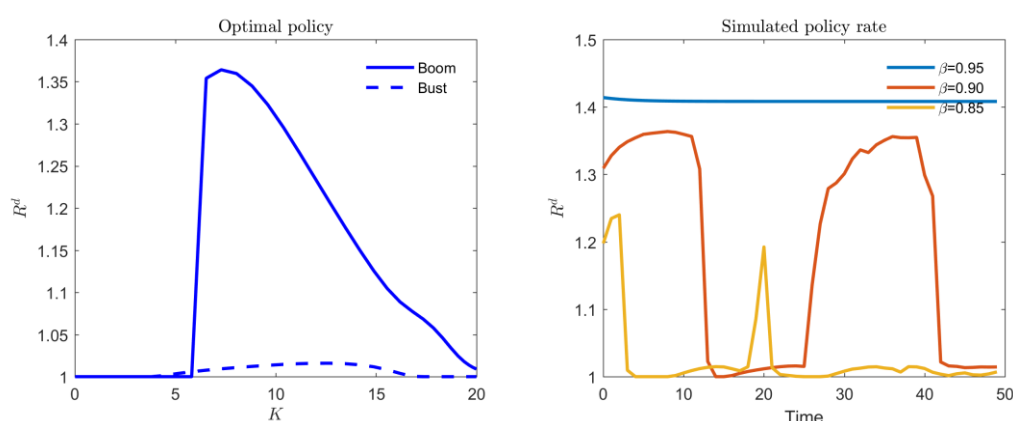 Optimal policy
1.4
1.35
1.3
1.25
1.2
1.15
1.1
1.05
1
R^d
0
5
10
15
20
K
Boom
Bust
Simulated policy rate
1.5
1.4
1.3
1.2
1.1
1
R^d
0
10
20
30
40
50
Time
β=0.95
β=0.90
β=0.85